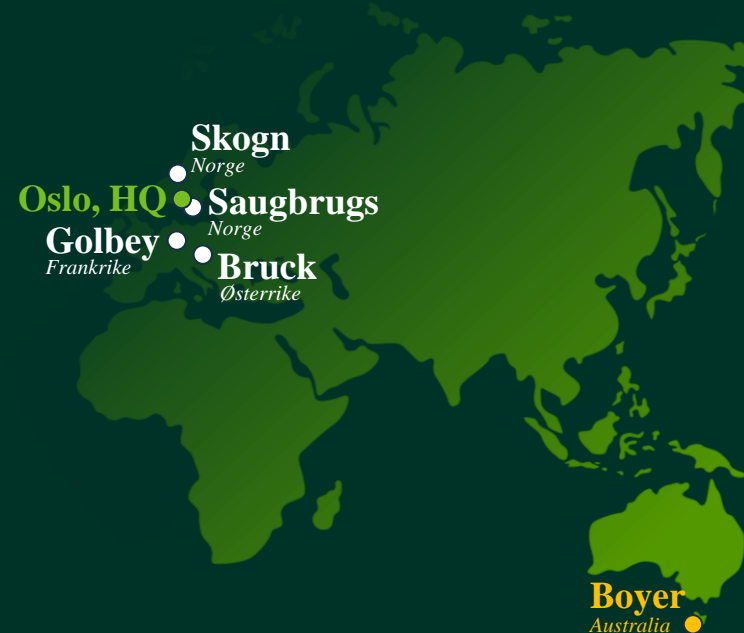 Skogn
Norge
Oslo, HQ
Saugbrugs
Norge
Golbey
Frankrike
Bruck
Østerrike
Boyer
Australia